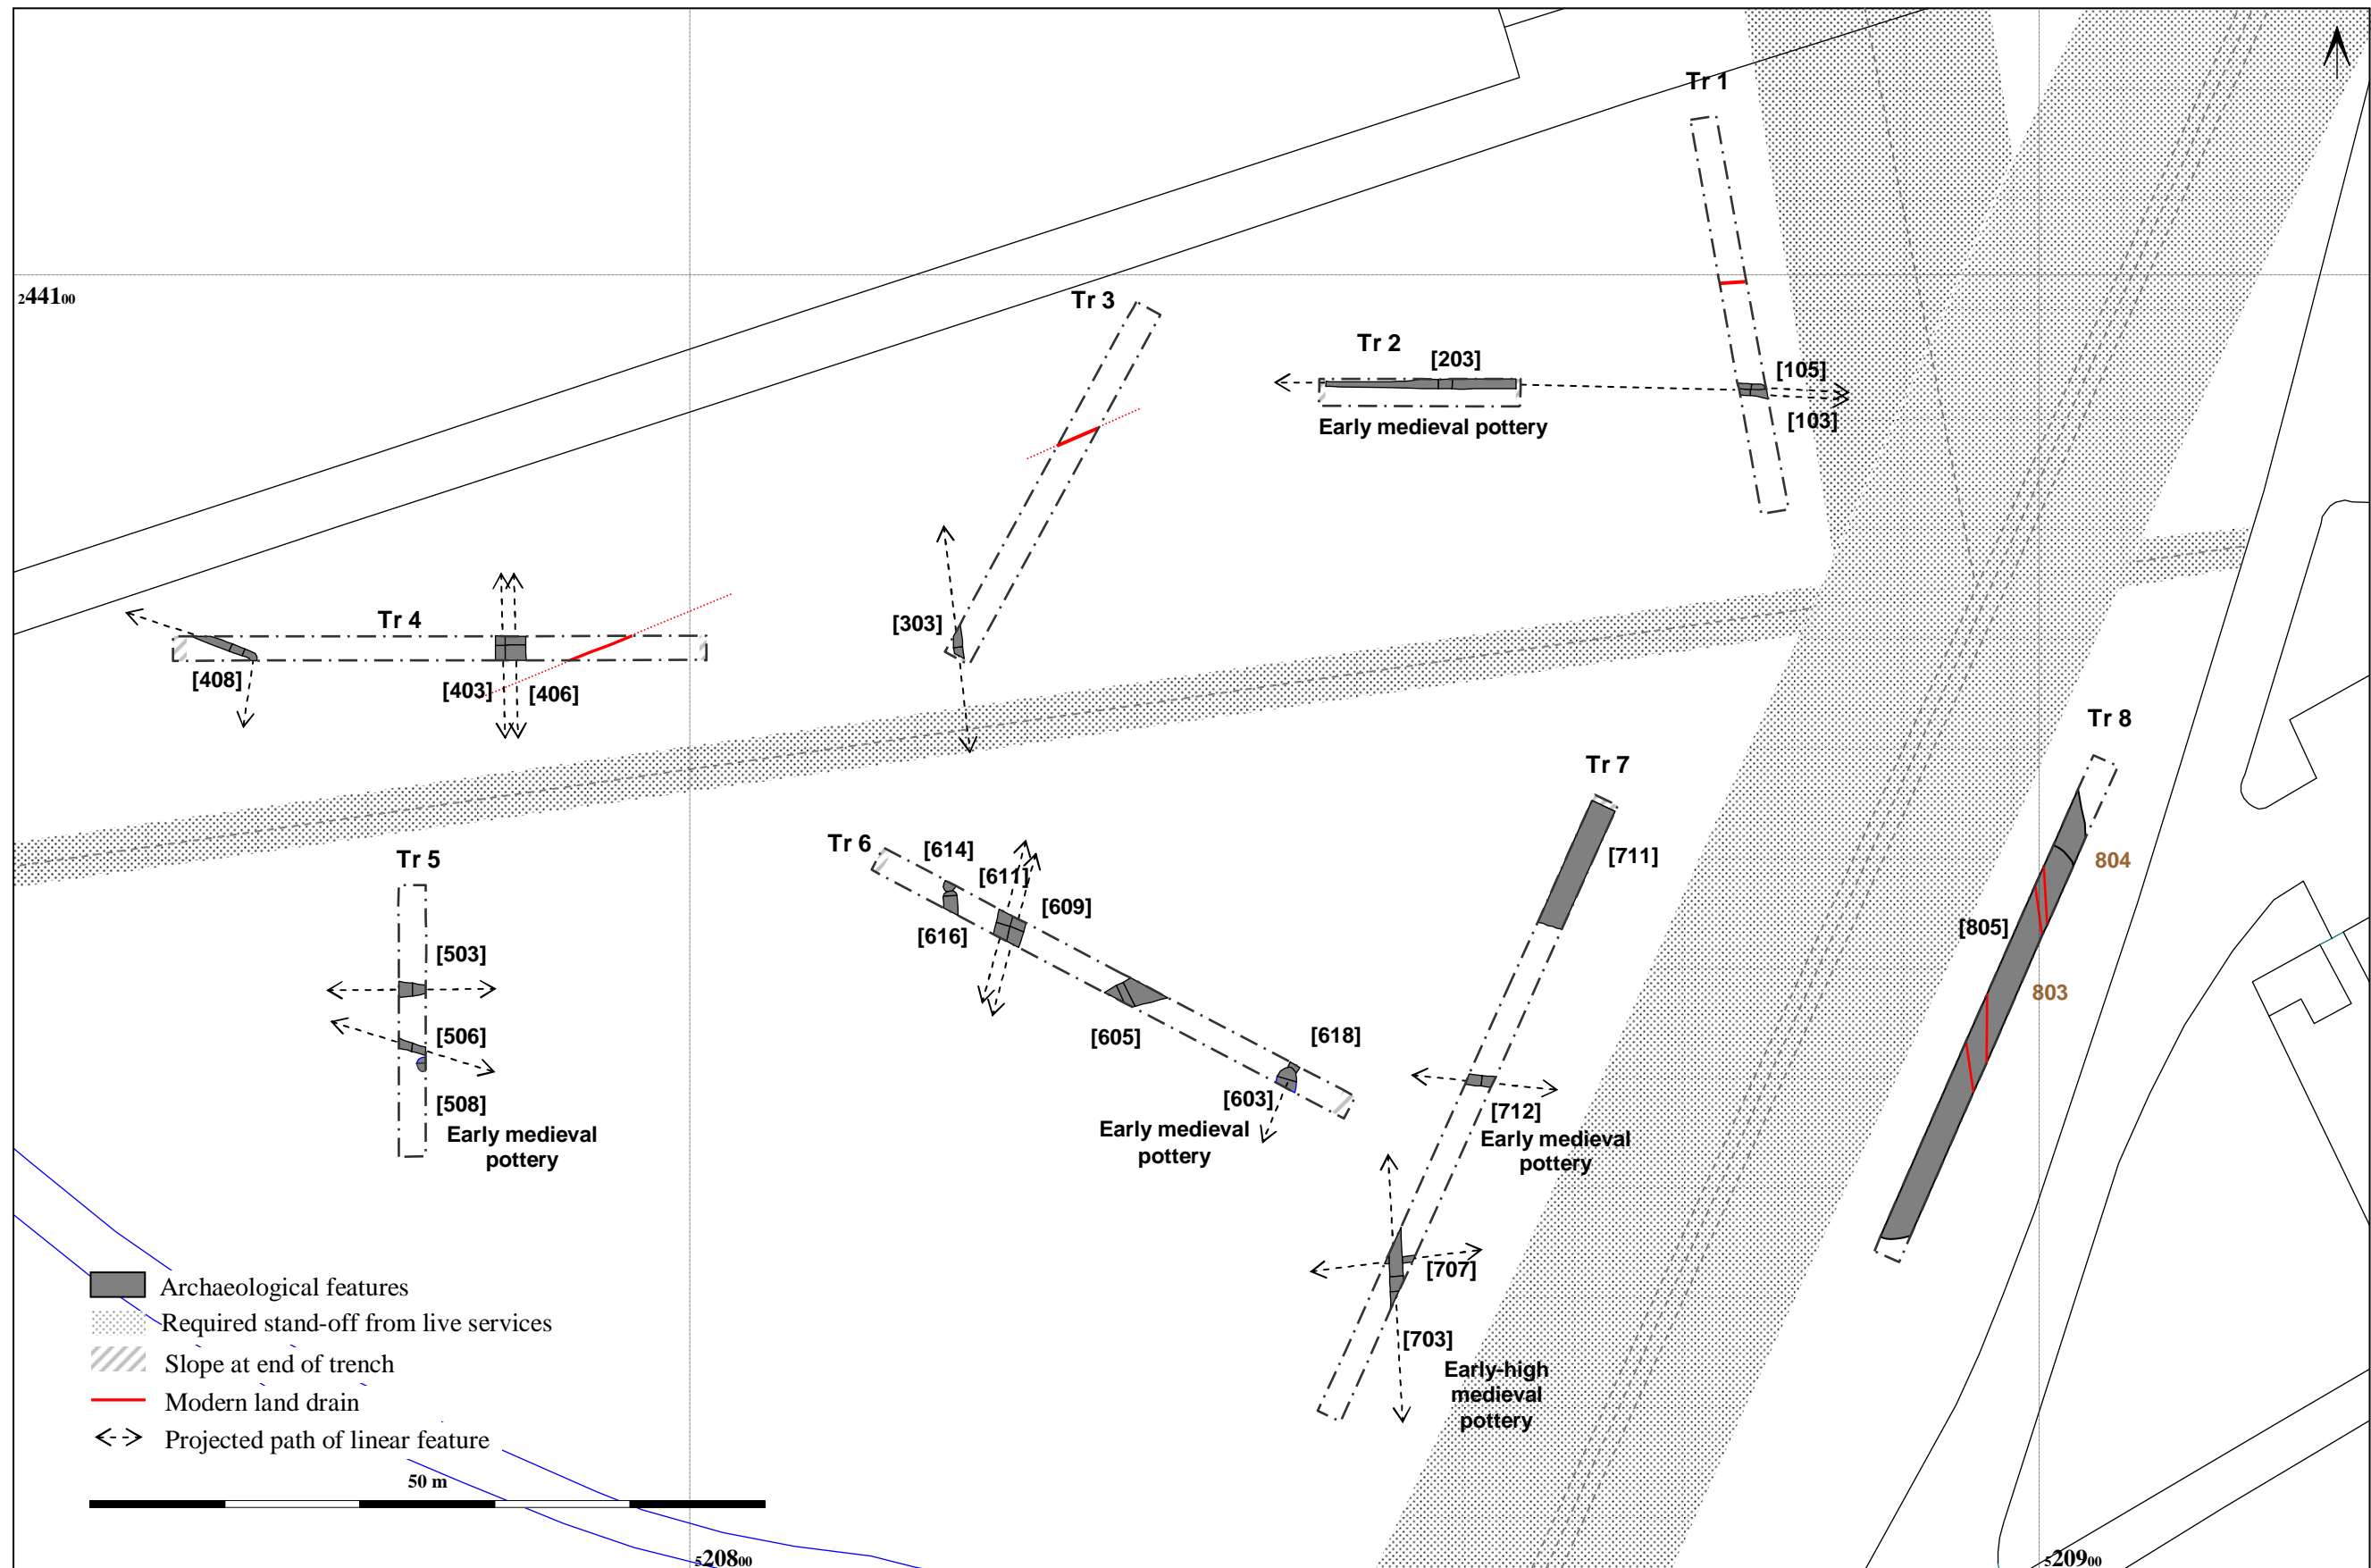 Tr 1
244100
Tr 3
Tr 2
[203]
[105]
[103]
Early medieval pottery
Tr 4
[303]
[408]
[403]
[406]
Tr 8
Tr 7
Tr 6
[614]
[611]
[609]
[616]
[711]
804
Tr 5
[503]
[805]
803
[506]
[605]
[618]
[508]
Early medieval
pottery
[603]
Early medieval
pottery
[712]
Early medieval
pottery
[707]
[703]
Early-high
medieval
pottery
Archaeological features
Required stand-off from live services
Slope at end of trench
Modern land drain
Projected path of linear feature
50 m
520800
520900